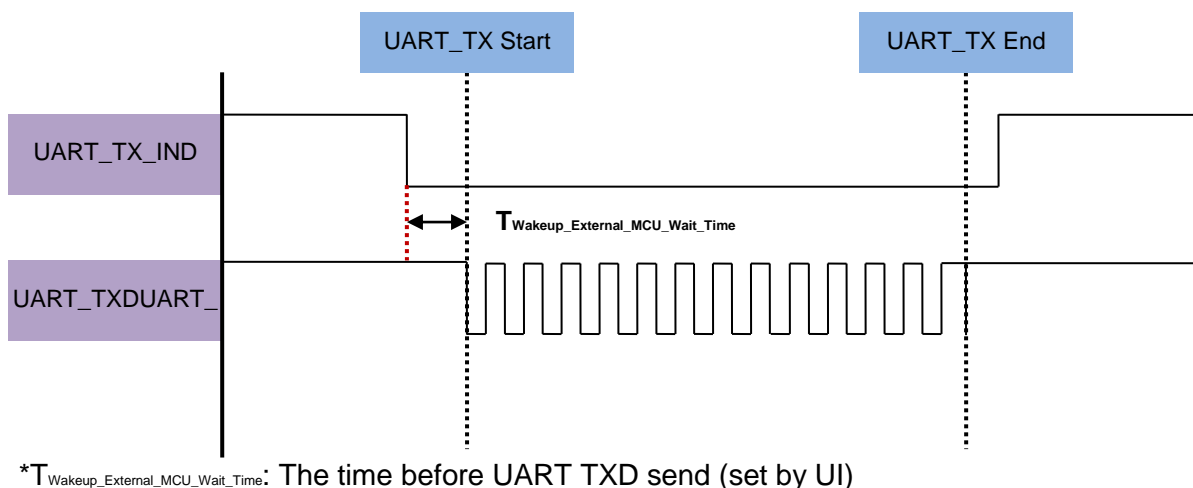 UART_TX Start
UART_TX End
UART_TX_IND
TWakeup_External_MCU_Wait_Time
UART_TXDUART_
*TWakeup_External_MCU_Wait_Time: The time before UART TXD send (set by UI)